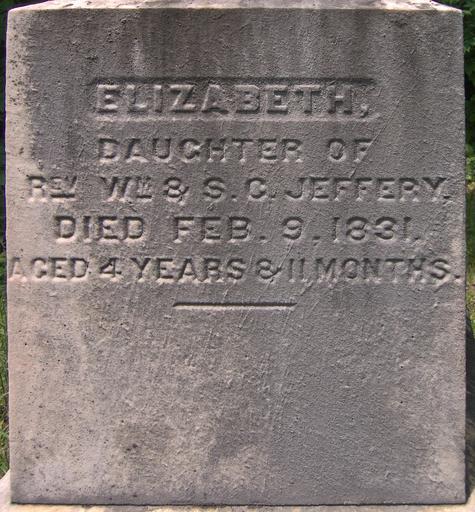 ELIZABETH,
DAUGHTER OF
REV WM & S. C. JEFFERY.
DIED FEB. 9. 1831.
AGED 4 YEARS & 11 MONTHS.